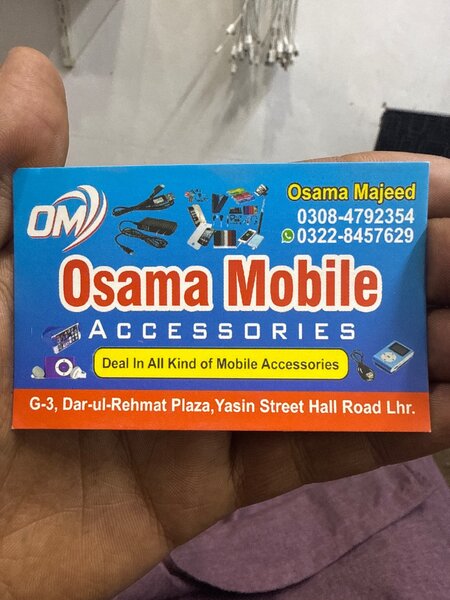 OM
Osama Majeed
0308-4792354
0322-8457629
Osama Mobile
ACCESSORIES
Deal In All Kind of Mobile Accessories
G-3, Dar-ul-Rehmat Plaza,Yasin Street Hall Road Lhr.